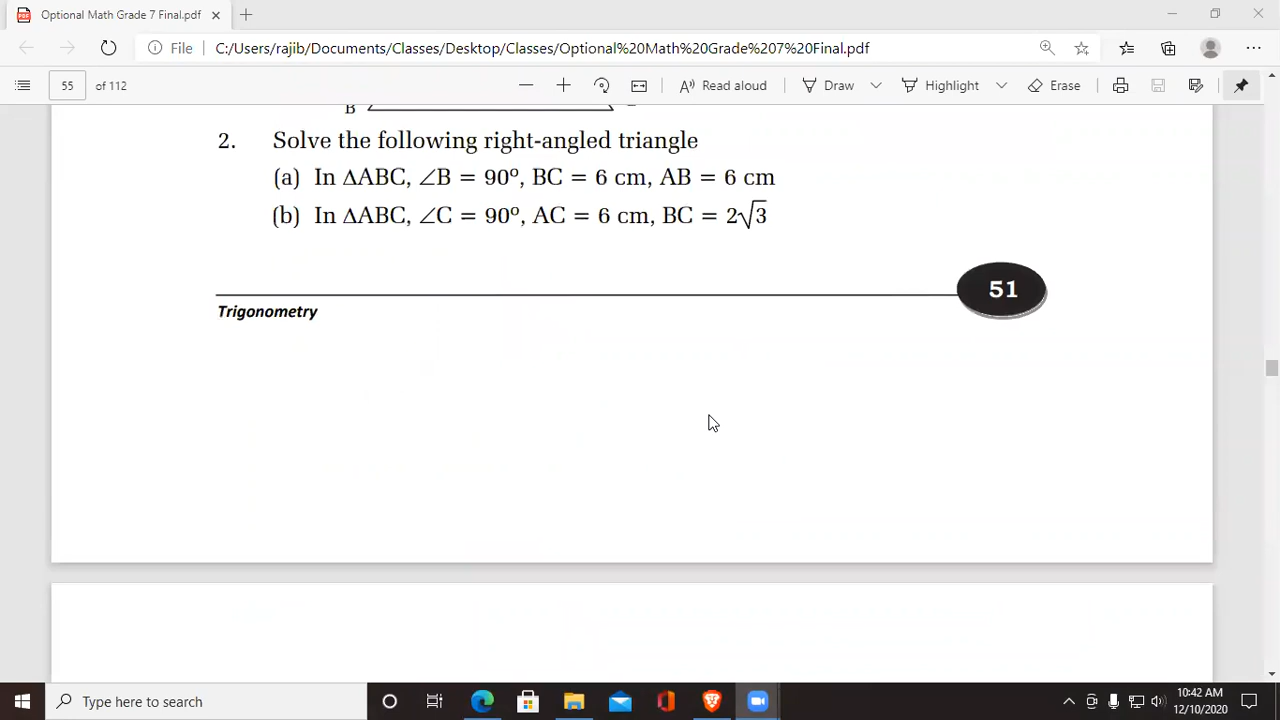 Optional Math Grade 7 Final.pdf
File
C:/Users/rajib/Documents/Classes/Desktop/Classes/Optional%20Math%20Grade%207%20Final.pdf
55 of 112
Read aloud
Draw
Highlight
Erase
B
2. Solve the following right-angled triangle
(a) In ΔABC, ∠B = 90º, BC = 6 cm, AB = 6 cm
(b) In ΔABC, ∠C = 90º, AC = 6 cm, BC = 2√3
51
Trigonometry
Type here to search
10:42 AM
12/10/2020